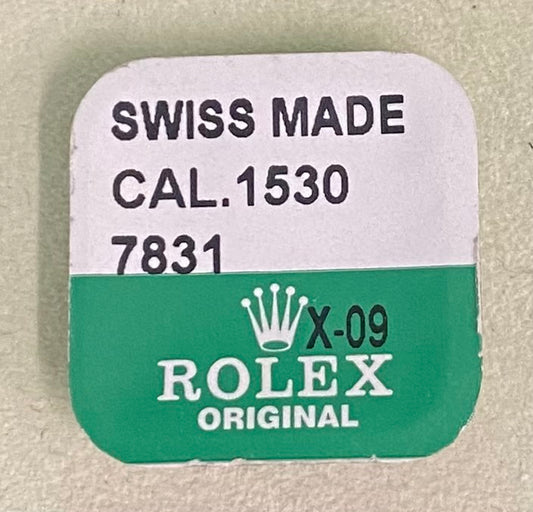 SWISS MADE
CAL.1530
7831
X-09
ROLEX
ORIGINAL